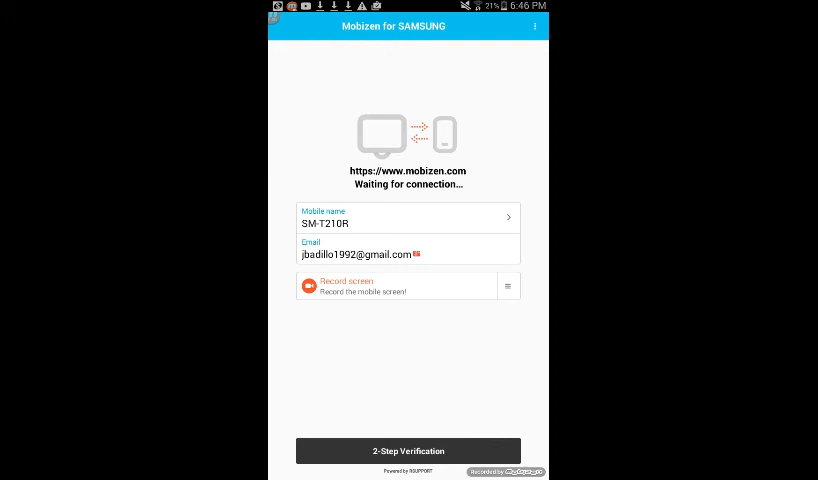 21% 6:46 PM
Mobizen for SAMSUNG
https://www.mobizen.com
Waiting for connection...
Mobile name
SM-T210R
Email
jbadillo1992@gmail.com
Record screen
Record the mobile screen!
2-Step Verification
Powered by RSUPPORT
Recorded by